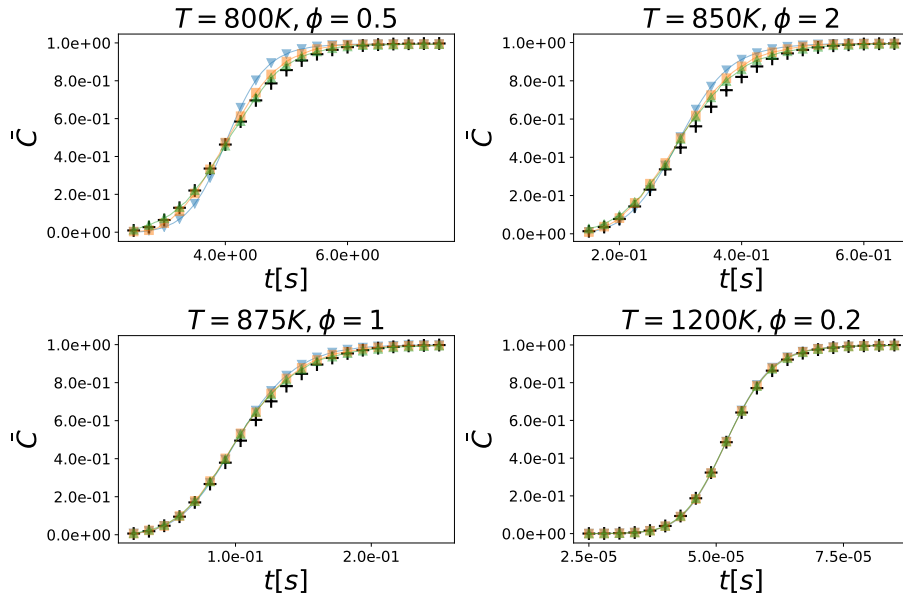 T = 800K, ϕ = 0.5
1.0e+00
8.0e-01
6.0e-01
4.0e-01
2.0e-01
0.0e+00
C̄
4.0e+00 6.0e+00
t[s]
T = 850K, ϕ = 2
1.0e+00
8.0e-01
6.0e-01
4.0e-01
2.0e-01
0.0e+00
C̄
2.0e-01 4.0e-01 6.0e-01
t[s]
T = 875K, ϕ = 1
1.0e+00
8.0e-01
6.0e-01
4.0e-01
2.0e-01
0.0e+00
C̄
1.0e-01 2.0e-01
t[s]
T = 1200K, ϕ = 0.2
1.0e+00
8.0e-01
6.0e-01
4.0e-01
2.0e-01
0.0e+00
C̄
2.5e-05 5.0e-05 7.5e-05
t[s]